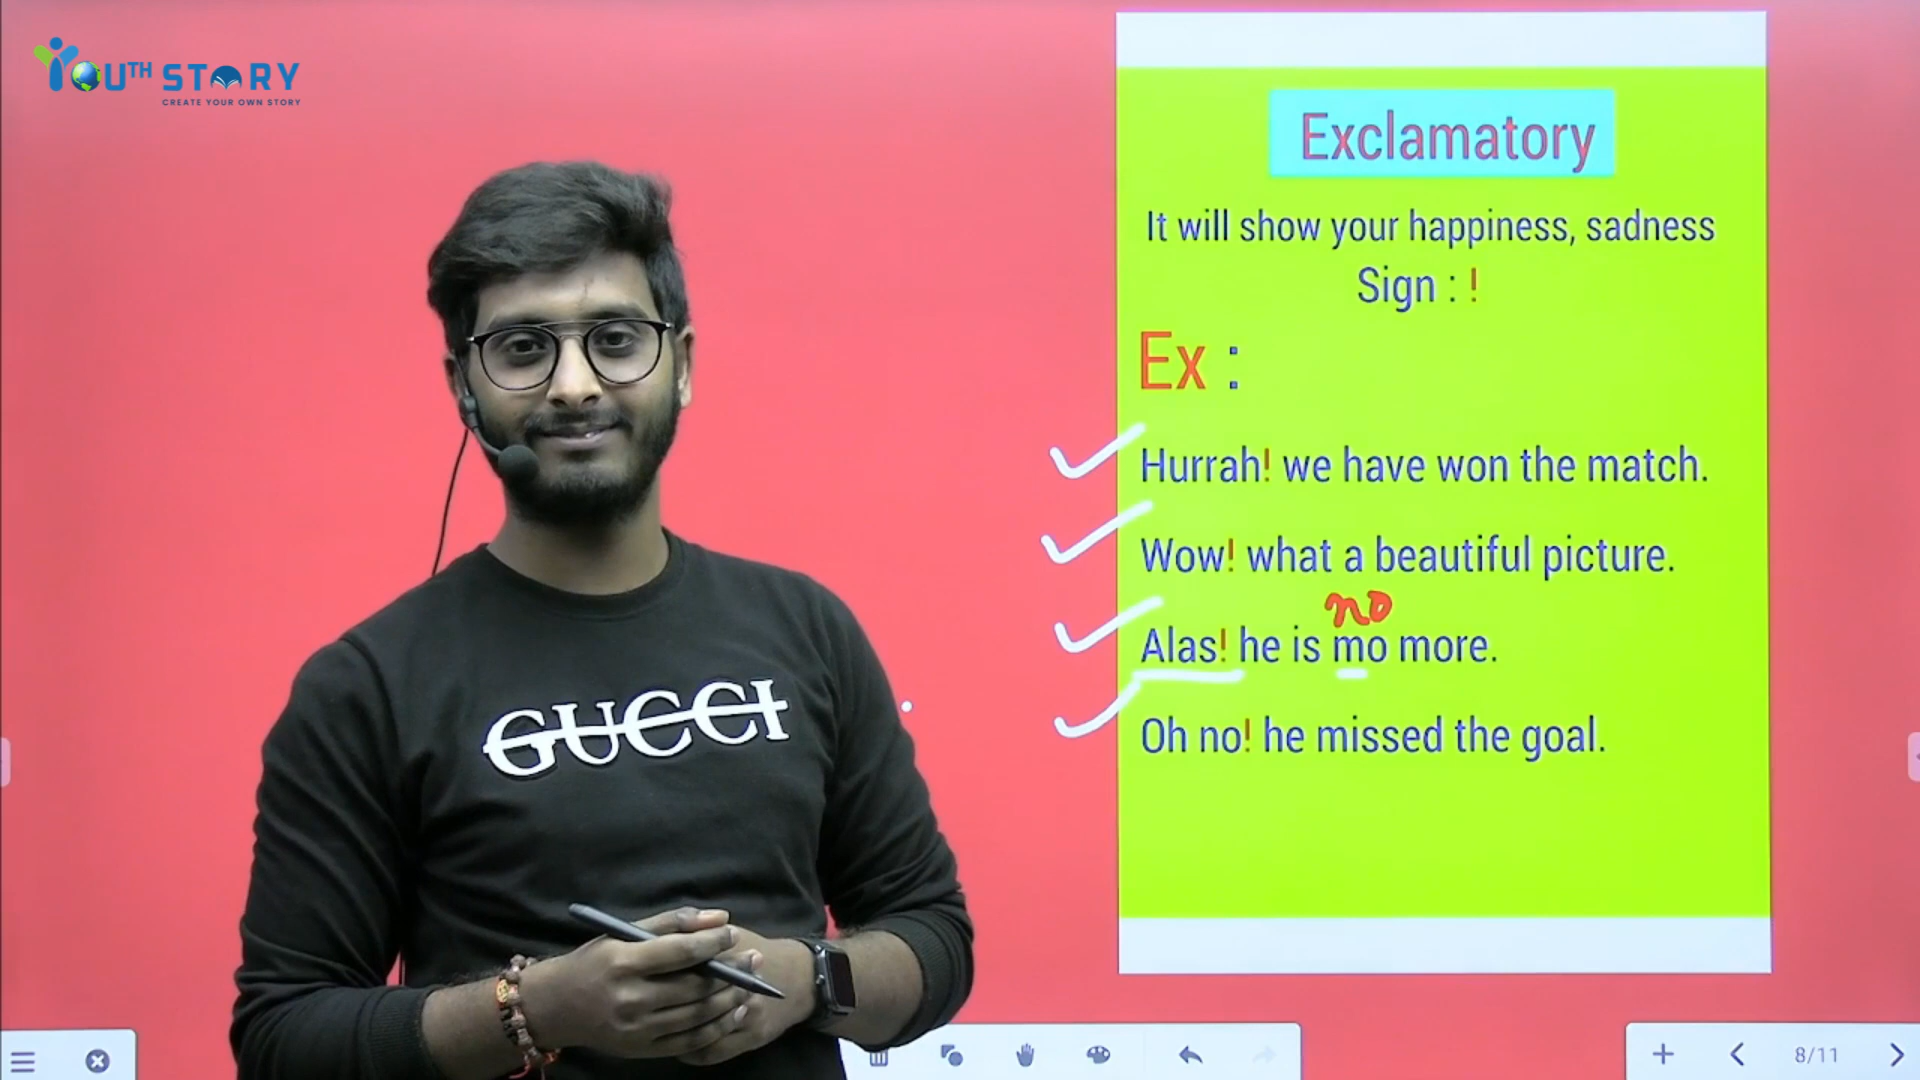 YOUTH STORY
CREATE YOUR OWN STORY
Exclamatory
It will show your happiness, sadness
Sign : !
Ex :
Hurrah! we have won the match.
Wow! what a beautiful picture.
no
Alas! he is mo more.
Oh no! he missed the goal.
GUCCI
8/11